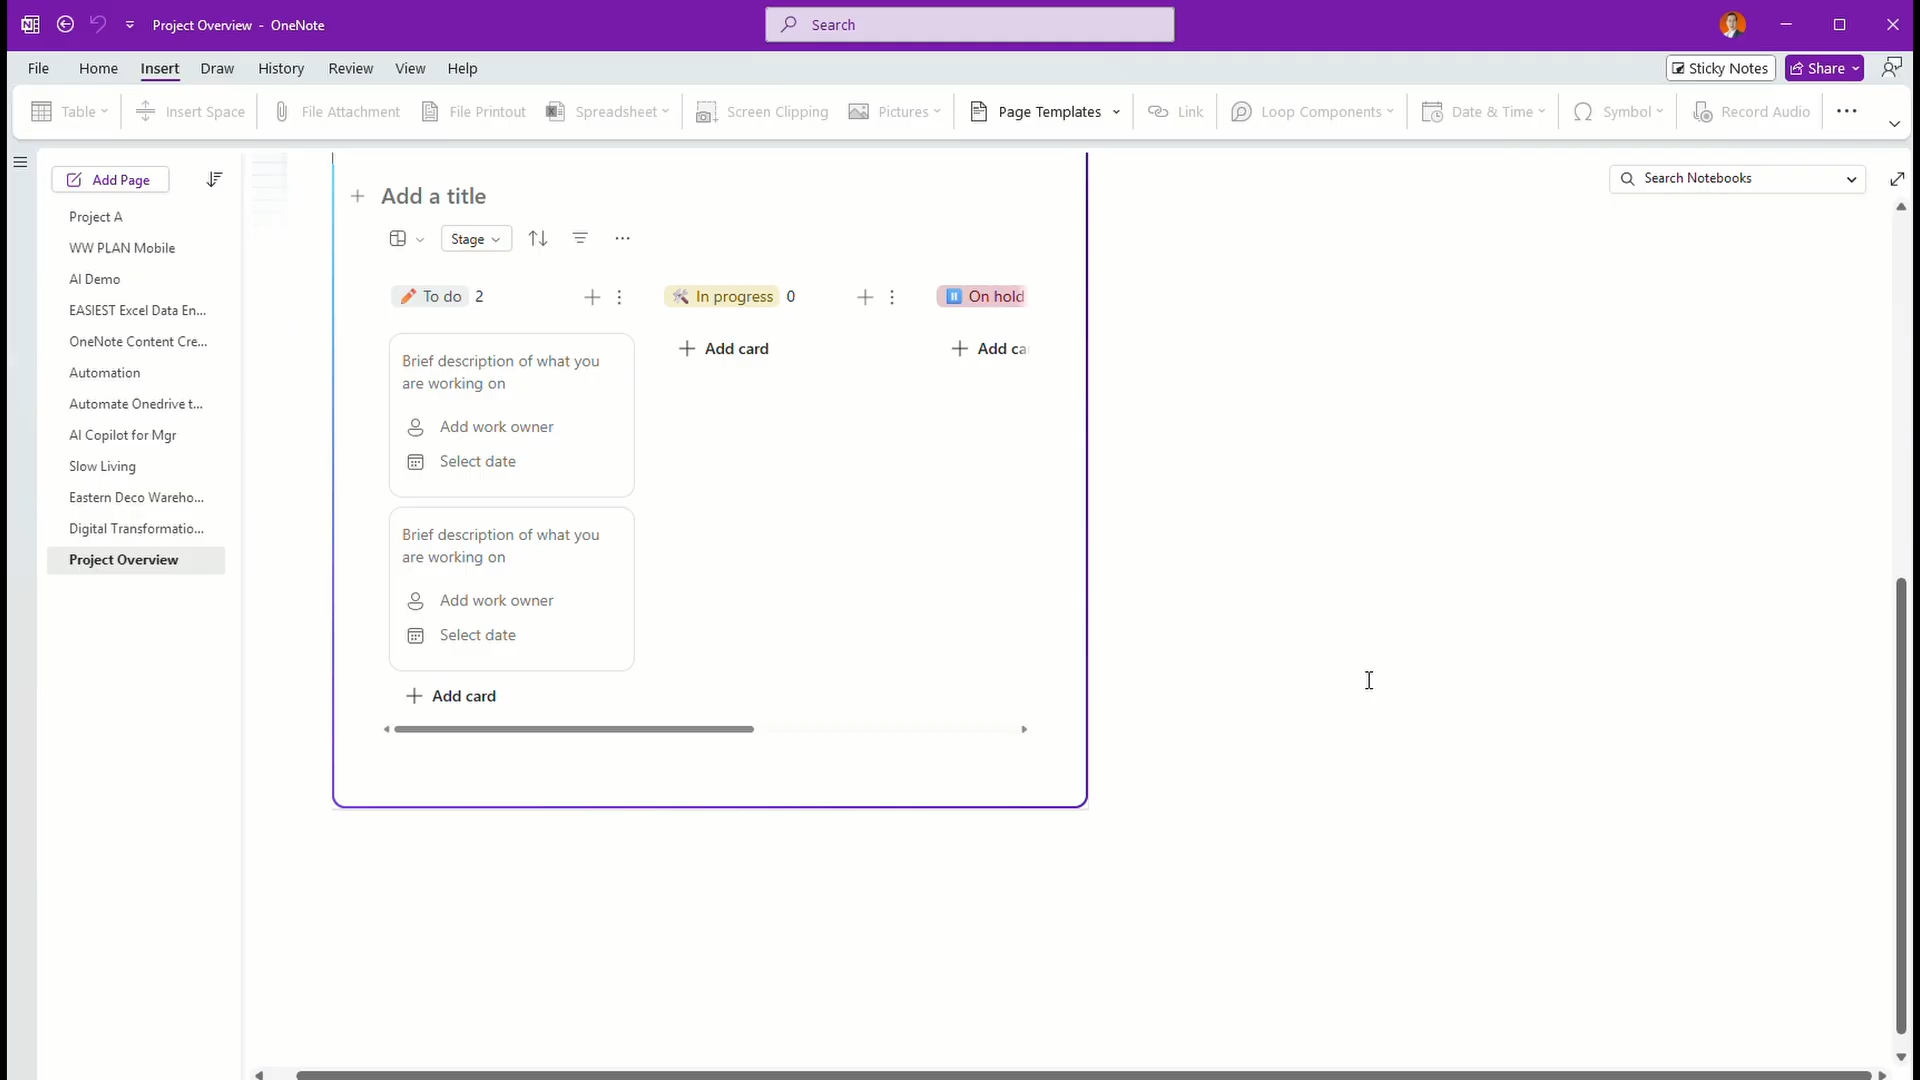 Project Overview - OneNote
Search
File Home Insert Draw History Review View Help
Sticky Notes Share
Table Insert Space File Attachment File Printout Spreadsheet Screen Clipping Pictures Page Templates Link Loop Components Date & Time Symbol Record Audio
Add Page
Search Notebooks
Project A
WW PLAN Mobile
AI Demo
EASIEST Excel Data En...
OneNote Content Cre...
Automation
Automate Onedrive t...
AI Copilot for Mgr
Slow Living
Eastern Deco Wareho...
Digital Transformatio...
Project Overview
Add a title
Stage
To do 2
In progress 0
On hold
Add card
Add ca
Brief description of what you
are working on
Add work owner
Select date
Brief description of what you
are working on
Add work owner
Select date
Add card